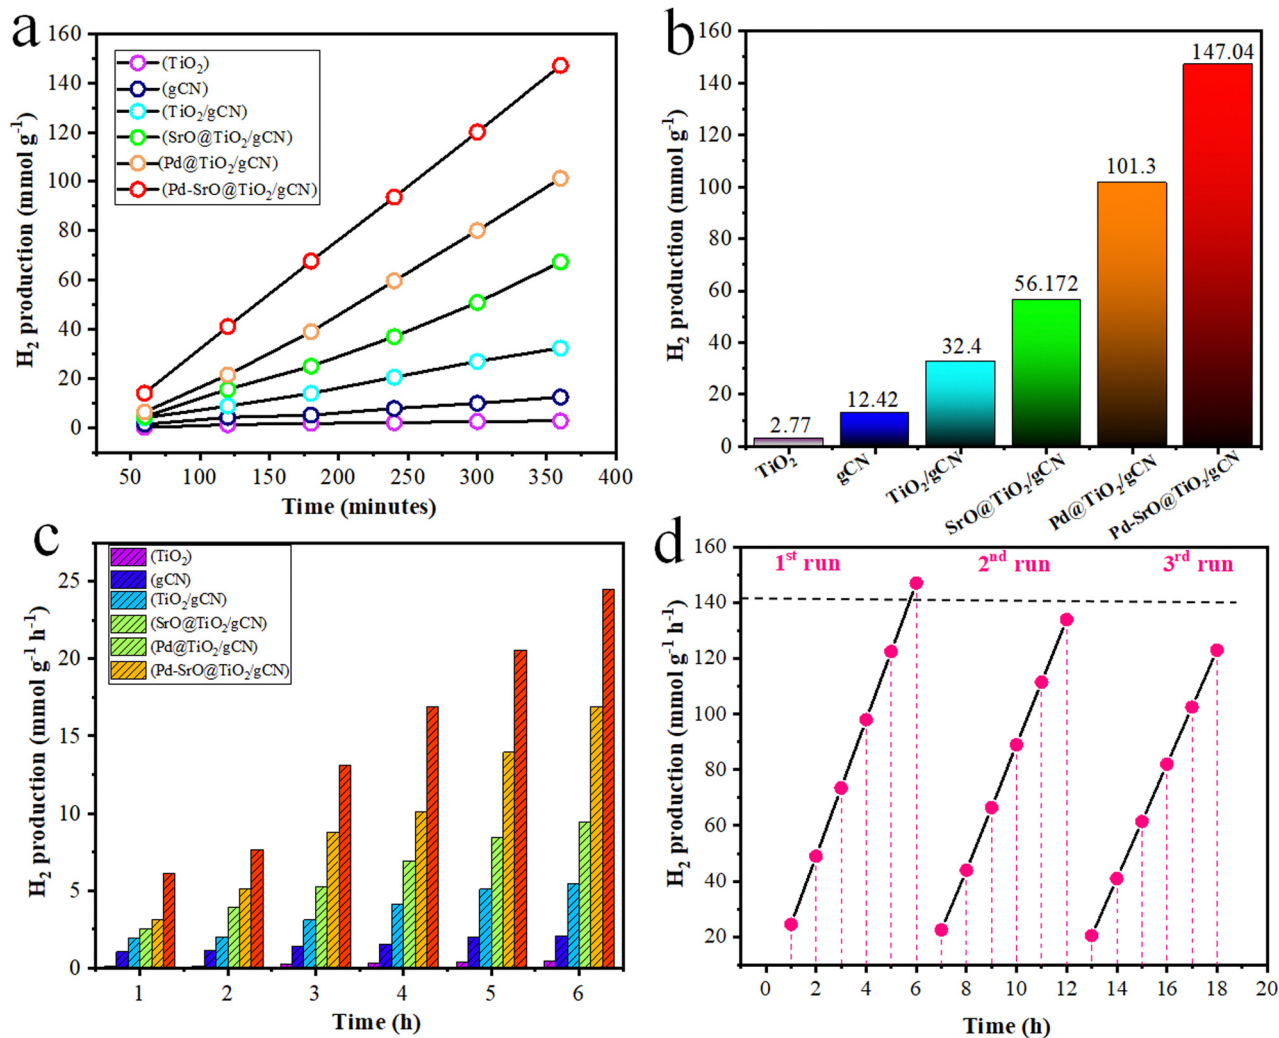 a
160
140
120
100
80
60
40
20
0
50 100 150 200 250 300 350 400
H₂ production (mmol g⁻¹)
Time (minutes)
(TiO₂)
(gCN)
(TiO₂/gCN)
(SrO@TiO₂/gCN)
(Pd@TiO₂/gCN)
(Pd-SrO@TiO₂/gCN)
b
160
140
120
100
80
60
40
20
0
H₂ production (mmol g⁻¹)
2.77
12.42
32.4
56.172
101.3
147.04
TiO₂
gCN
TiO₂/gCN
SrO@TiO₂/gCN
Pd@TiO₂/gCN
Pd-SrO@TiO₂/gCN
c
25
20
15
10
5
0
1 2 3 4 5 6
H₂ production (mmol g⁻¹ h⁻¹)
Time (h)
(TiO₂)
(gCN)
(TiO₂/gCN)
(SrO@TiO₂/gCN)
(Pd@TiO₂/gCN)
(Pd-SrO@TiO₂/gCN)
d
160
140
120
100
80
60
40
20
0 2 4 6 8 10 12 14 16 18 20
H₂ production (mmol g⁻¹ h⁻¹)
Time (h)
1ˢᵗ run
2ⁿᵈ run
3ʳᵈ run